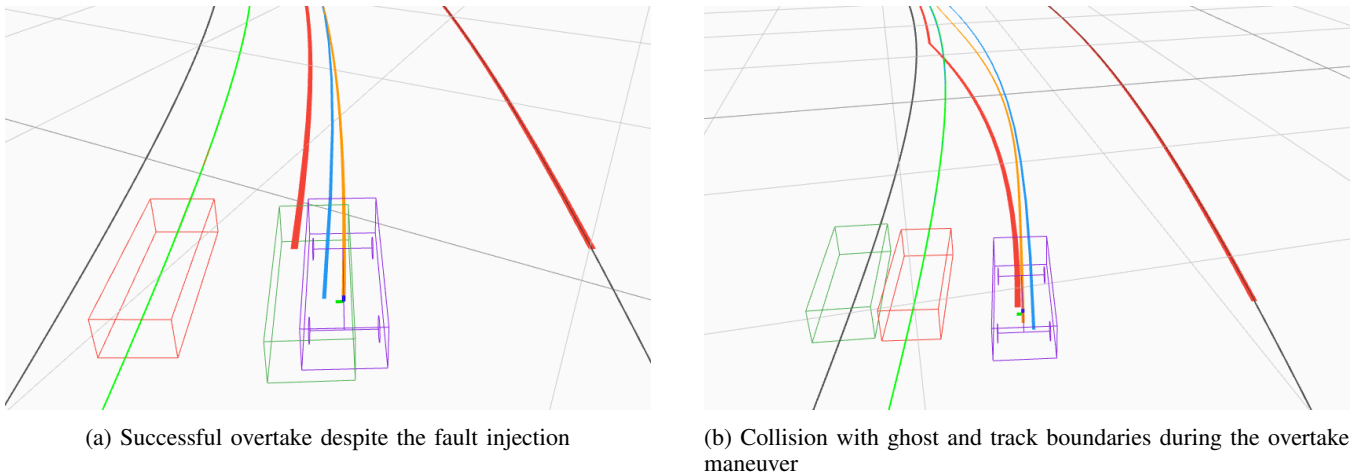 (a) Successful overtake despite the fault injection
(b) Collision with ghost and track boundaries during the overtake
maneuver